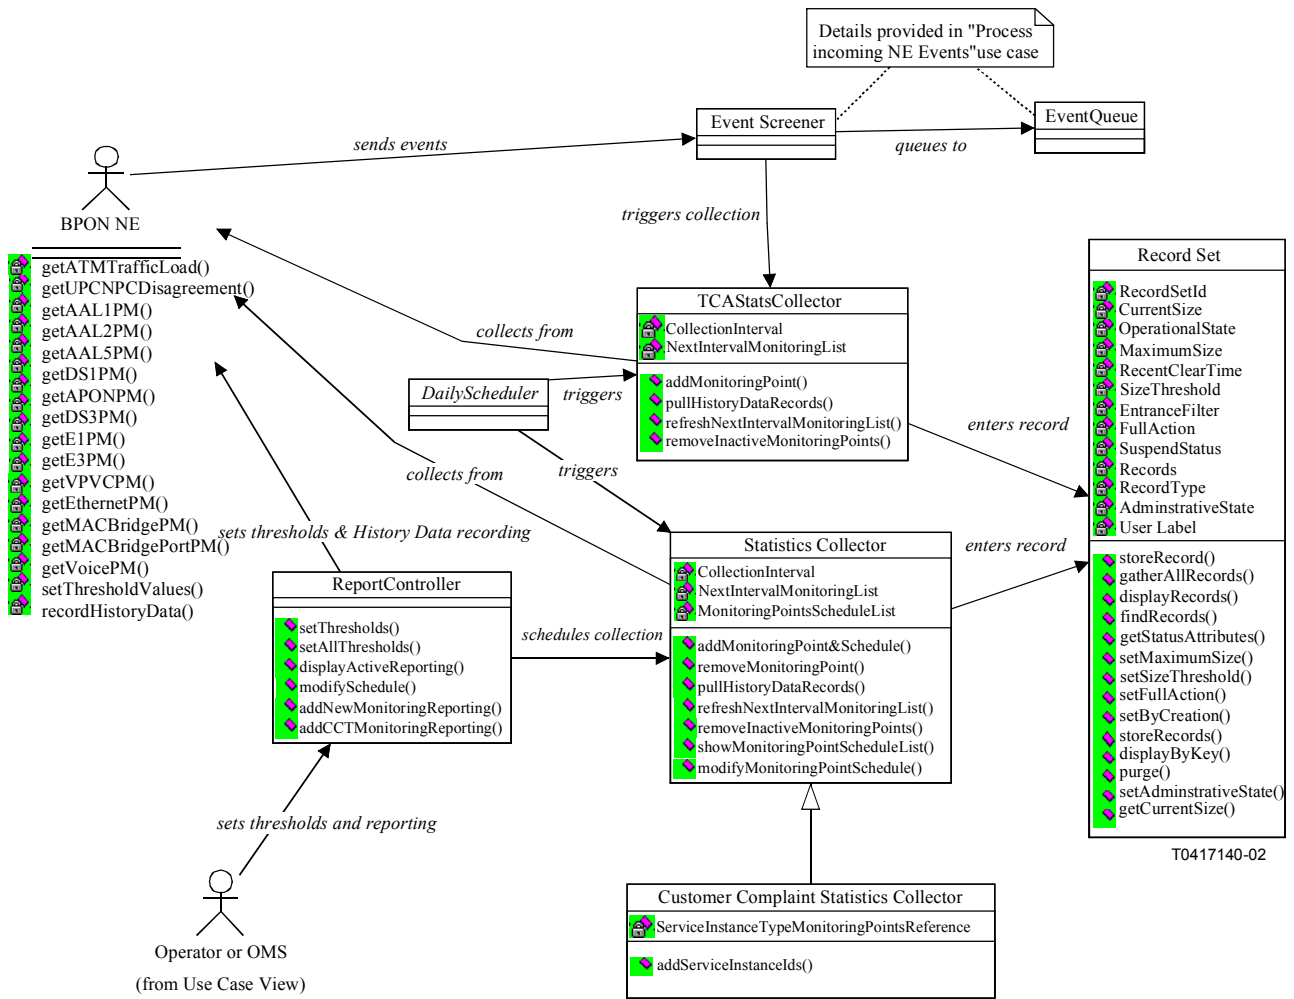 Details provided in "Process
incoming NE Events"use case
Event Screener
EventQueue
sends events
queues to
BPON NE
getATMTrafficLoad()
getUPCNPCDisagreement()
getAAL1PM()
getAAL2PM()
getAAL5PM()
getDS1PM()
getAPONPM()
getDS3PM()
getE1PM()
getE3PM()
getVPVCPM()
getEthernetPM()
getMACBridgePM()
getMACBridgePortPM()
getVoicePM()
setThresholdValues()
recordHistoryData()
triggers collection
TCAStatsCollector
CollectionInterval
NextIntervalMonitoringList
addMonitoringPoint()
pullHistoryDataRecords()
refreshNextIntervalMonitoringList()
removeInactiveMonitoringPoints()
collects from
DailyScheduler
triggers
triggers
collects from
enters record
enters record
Record Set
RecordSetId
CurrentSize
OperationalState
MaximumSize
RecentClearTime
SizeThreshold
EntranceFilter
FullAction
SuspendStatus
Records
RecordType
AdminstrativeState
User Label
storeRecord()
gatherAllRecords()
displayRecords()
findRecords()
getStatusAttributes()
setMaximumSize()
setSizeThreshold()
setFullAction()
setByCreation()
storeRecords()
displayByKey()
purge()
setAdminstrativeState()
getCurrentSize()
sets thresholds & History Data recording
ReportController
setThresholds()
setAllThresholds()
displayActiveReporting()
modifySchedule()
addNewMonitoringReporting()
addCCTMonitoringReporting()
schedules collection
Statistics Collector
CollectionInterval
NextIntervalMonitoringList
MonitoringPointsScheduleList
addMonitoringPoint&Schedule()
removeMonitoringPoint()
pullHistoryDataRecords()
refreshNextIntervalMonitoringList()
removeInactiveMonitoringPoints()
showMonitoringPointScheduleList()
modifyMonitoringPointSchedule()
sets thresholds and reporting
T0417140-02
Customer Complaint Statistics Collector
ServiceInstanceTypeMonitoringPointsReference
addServiceInstanceIds()
Operator or OMS
(from Use Case View)